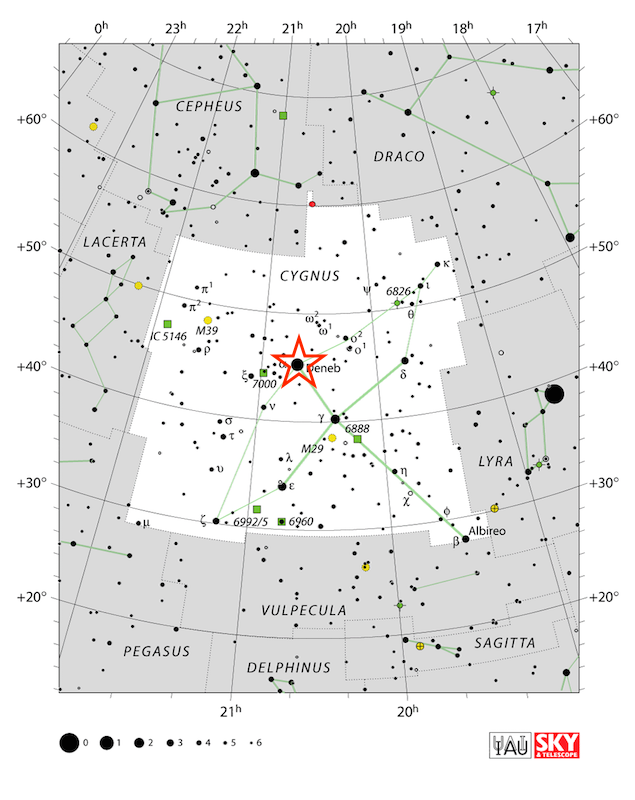 0h 23h 22h 21h 20h 19h 18h 17h
CEPHEUS
+60° +60°
DRACO
+50° +50°
LACERTA
CYGNUS
κ
π¹ ψ 6826 ι
π²
θ
IC 5146 M39 ω² ω¹
ρ ο² ο¹
+40° α Deneb +40°
ξ 7000 δ
ν
γ
σ 6888
τ M29
LYRA
υ λ η
+30° ε +30°
χ
μ ζ 6992/5 6960 φ
β Albireo
+20° +20°
VULPECULA
PEGASUS SAGITTA
DELPHINUS
21h 20h
0 1 2 3 4 5 6
IAU SKY
& TELESCOPE